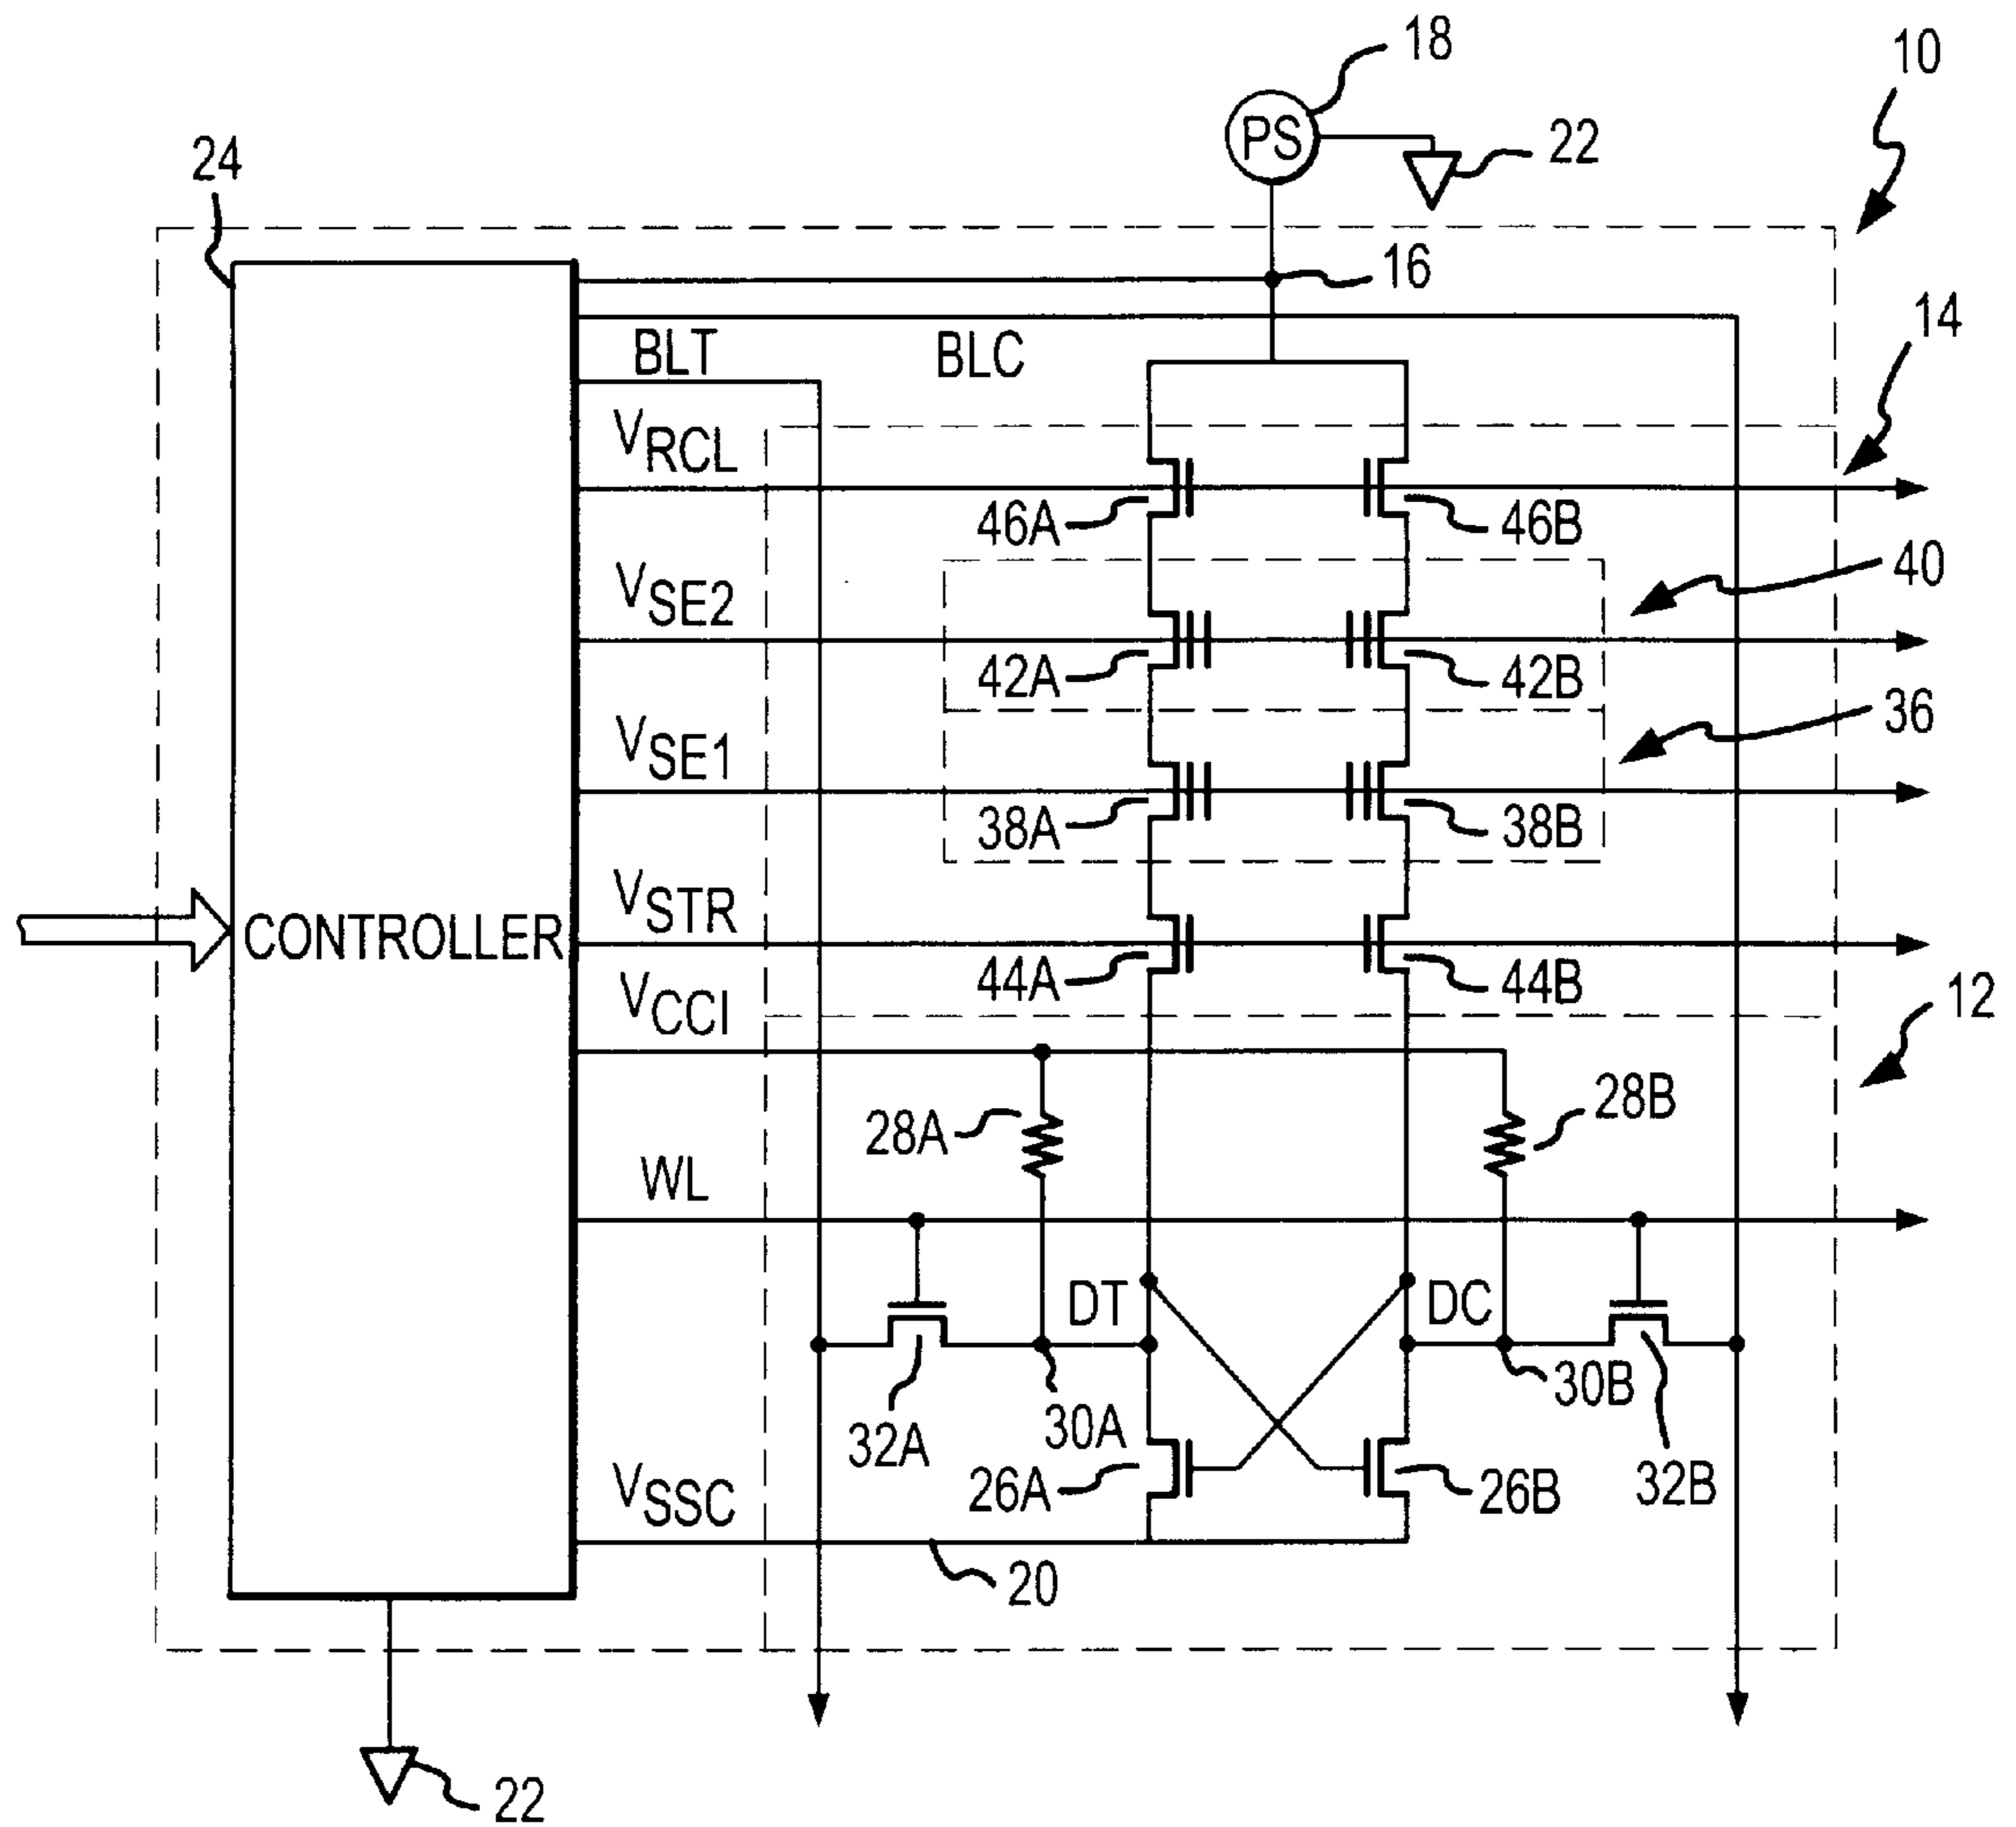 18
10
PS
22
24
16
14
BLT
BLC
VRCL
46A
46B
40
VSE2
42A
42B
36
VSE1
38A
38B
VSTR
CONTROLLER
44A
44B
VCCI
12
28A
28B
WL
DT
DC
30A
30B
32A
26A
26B
32B
VSSC
20
22